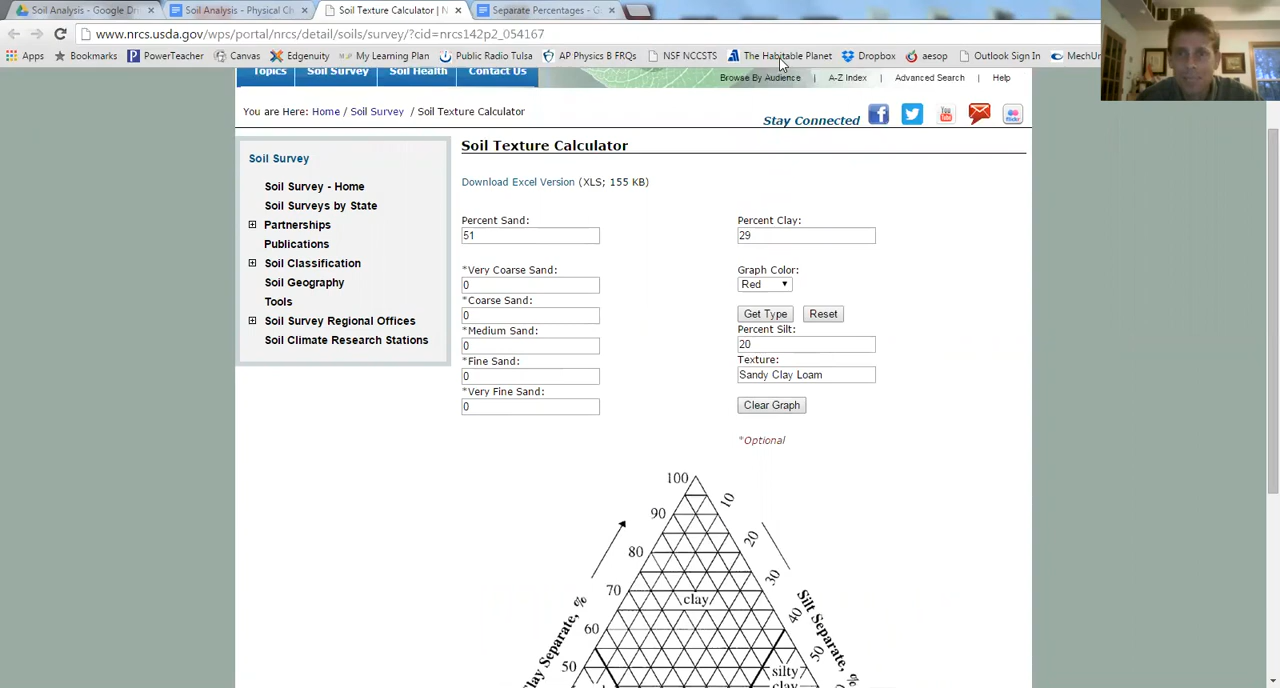 Soil Analysis - Google Dr
Soil Analysis - Physical Ch
Soil Texture Calculator | N
Separate Percentages - G
www.nrcs.usda.gov/wps/portal/nrcs/detail/soils/survey/?cid=nrcs142p2_054167
Apps Bookmarks PowerTeacher Canvas Edgenuity My Learning Plan Public Radio Tulsa AP Physics B FRQs NSF NCCSTS The Habitable Planet Dropbox aesop Outlook Sign In MechU
Topics Soil Survey Soil Health Contact Us
Browse By Audience | A-Z Index | Advanced Search | Help
You are Here: Home / Soil Survey / Soil Texture Calculator
Stay Connected
Soil Survey
Soil Survey - Home
Soil Surveys by State
Partnerships
Publications
Soil Classification
Soil Geography
Tools
Soil Survey Regional Offices
Soil Climate Research Stations
Soil Texture Calculator
Download Excel Version (XLS; 155 KB)
Percent Sand:
51
*Very Coarse Sand:
0
*Coarse Sand:
0
*Medium Sand:
0
*Fine Sand:
0
*Very Fine Sand:
0
Percent Clay:
29
Graph Color:
Red
Get Type Reset
Percent Silt:
20
Texture:
Sandy Clay Loam
Clear Graph
*Optional
100
10
90
20
80
30
70
clay
40
60
50
50
Clay Separate, %
Silt Separate, %
silty
clay